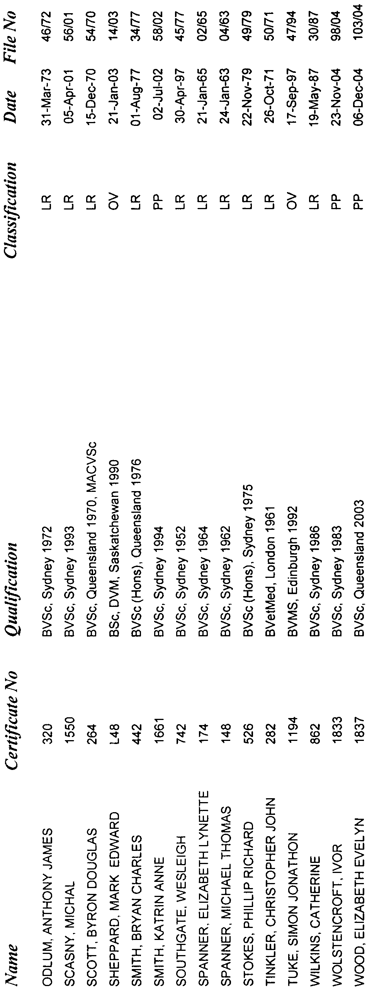 Name Certificate No Qualification Classification Date File No
ODLUM, ANTHONY JAMES 320 BVSc, Sydney 1972 LR 31-Mar-73 46/72
SCASNY, MICHAL 1550 BVSc, Sydney 1993 LR 05-Apr-01 56/01
SCOTT, BYRON DOUGLAS 264 BVSc, Queensland 1970, MACVSc LR 15-Dec-70 54/70
SHEPPARD, MARK EDWARD L48 BSc, DVM, Saskatchewan 1990 OV 21-Jan-03 14/03
SMITH, BRYAN CHARLES 442 BVSc (Hons), Queensland 1976 LR 01-Aug-77 34/77
SMITH, KATRIN ANNE 1661 BVSc, Sydney 1994 PP 02-Jul-02 58/02
SOUTHGATE, WESLEIGH 742 BVSc, Sydney 1952 LR 30-Apr-97 45/77
SPANNER, ELIZABETH LYNETTE 174 BVSc, Sydney 1964 LR 21-Jan-65 02/65
SPANNER, MICHAEL THOMAS 148 BVSc, Sydney 1962 LR 24-Jan-63 04/63
STOKES, PHILLIP RICHARD 526 BVSc (Hons), Sydney 1975 LR 22-Nov-79 49/79
TINKLER, CHRISTOPHER JOHN 282 BVetMed, London 1961 LR 26-Oct-71 50/71
TUKE, SIMON JONATHON 1194 BVMS, Edinburgh 1992 OV 17-Sep-97 47/94
WILKINS, CATHERINE 862 BVSc, Sydney 1986 LR 19-May-87 30/87
WOLSTENCROFT, IVOR 1833 BVSc, Sydney 1983 PP 23-Nov-04 98/04
WOOD, ELIZABETH EVELYN 1837 BVSc, Queensland 2003 PP 06-Dec-04 103/04